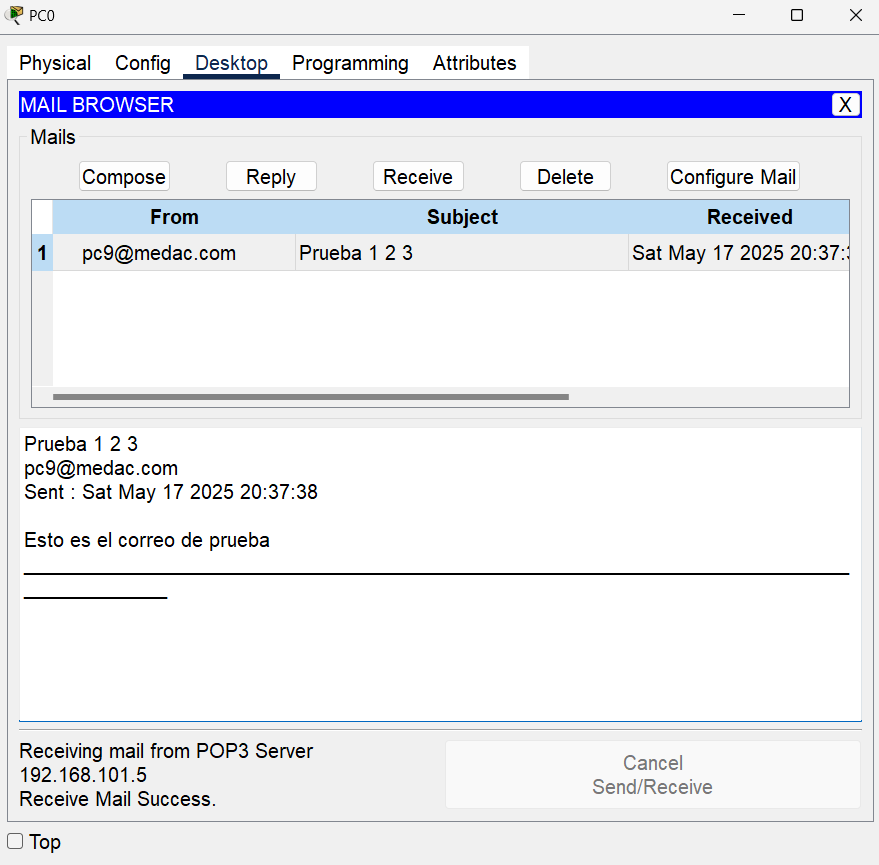 PC0
Physical Config Desktop Programming Attributes
MAIL BROWSER X
Mails
Compose Reply Receive Delete Configure Mail
From Subject Received
1 pc9@medac.com Prueba 1 2 3 Sat May 17 2025 20:37:3
Prueba 1 2 3
pc9@medac.com
Sent : Sat May 17 2025 20:37:38
Esto es el correo de prueba
Receiving mail from POP3 Server
192.168.101.5
Receive Mail Success.
Cancel
Send/Receive
Top